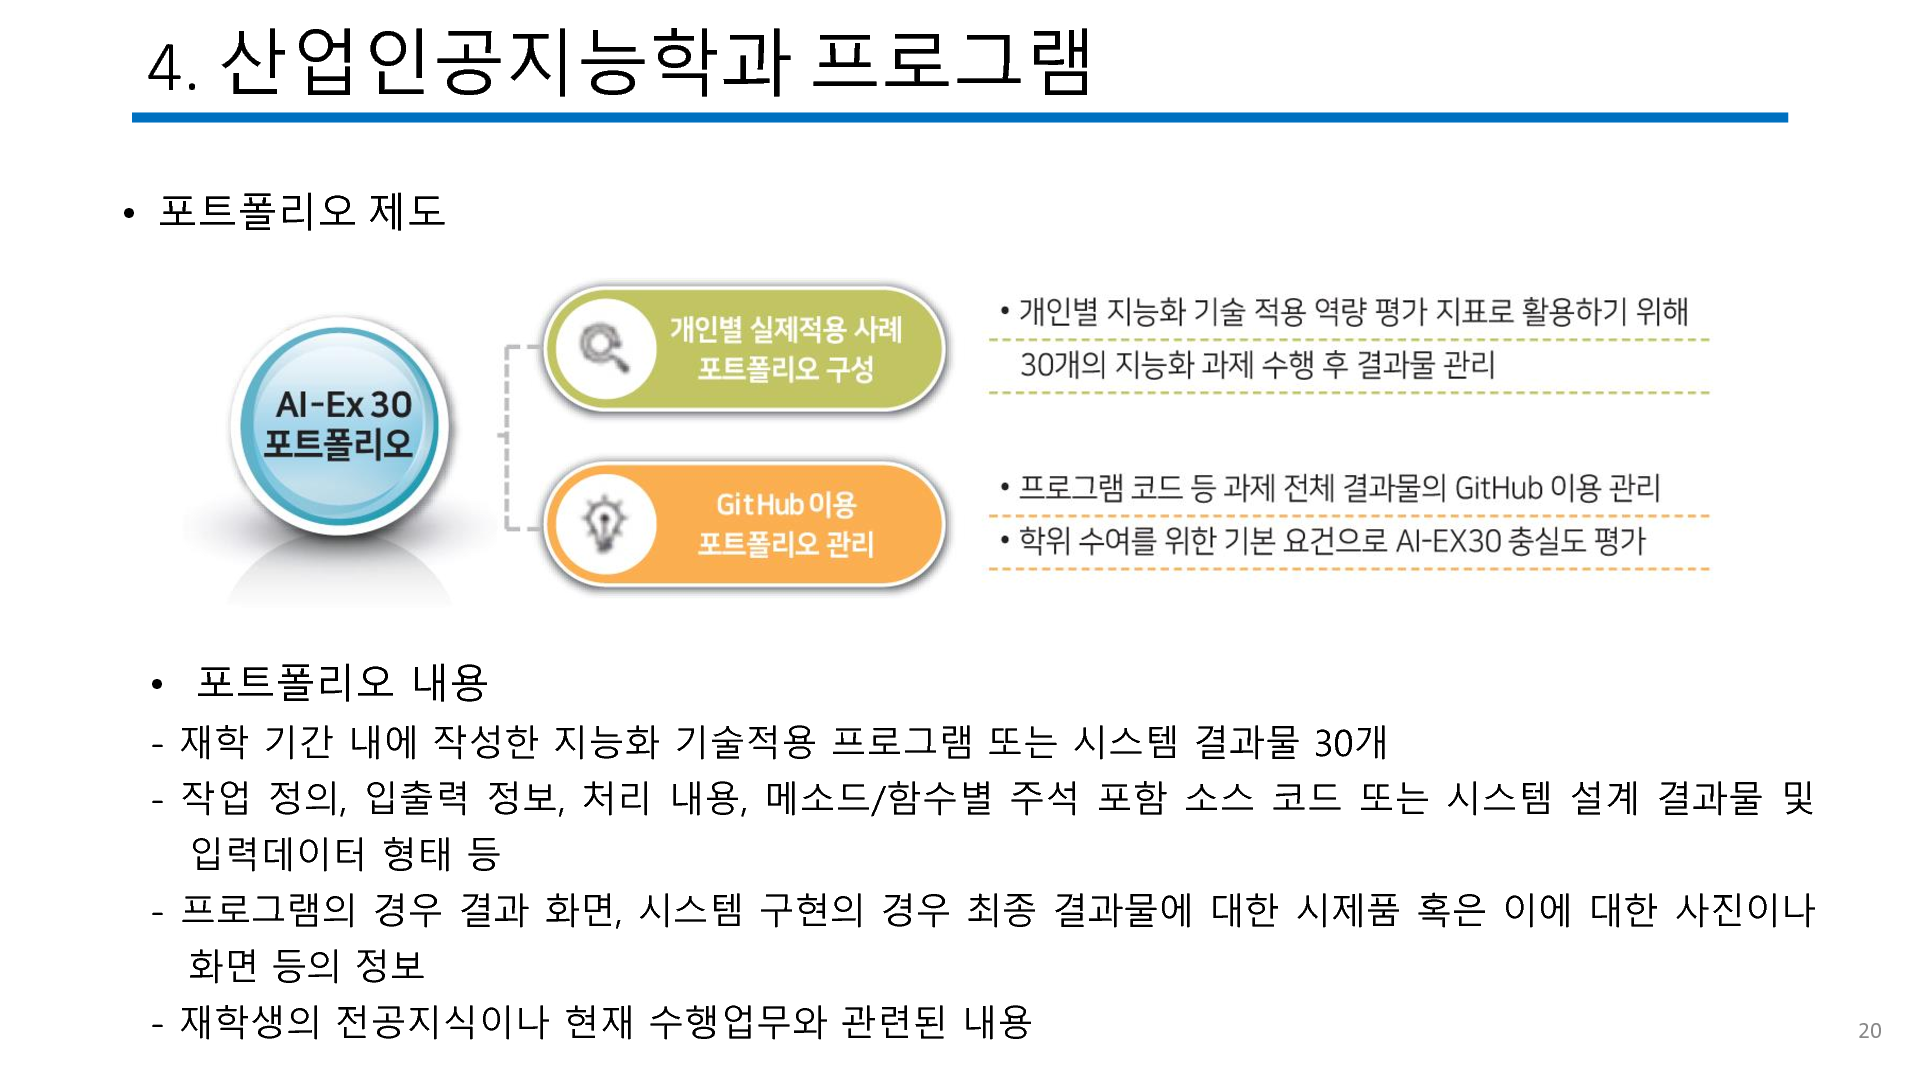 4. 산업인공지능학과 프로그램
• 포트폴리오 제도
AI-Ex 30
포트폴리오
개인별 실제적용 사례
포트폴리오 구성
• 개인별 지능화 기술 적용 역량 평가 지표로 활용하기 위해
30개의 지능화 과제 수행 후 결과물 관리
GitHub 이용
포트폴리오 관리
• 프로그램 코드 등 과제 전체 결과물의 GitHub 이용 관리
• 학위 수여를 위한 기본 요건으로 AI-EX30 충실도 평가
• 포트폴리오 내용
- 재학 기간 내에 작성한 지능화 기술적용 프로그램 또는 시스템 결과물 30개
- 작업 정의, 입출력 정보, 처리 내용, 메소드/함수별 주석 포함 소스 코드 또는 시스템 설계 결과물 및
입력데이터 형태 등
- 프로그램의 경우 결과 화면, 시스템 구현의 경우 최종 결과물에 대한 시제품 혹은 이에 대한 사진이나
화면 등의 정보
- 재학생의 전공지식이나 현재 수행업무와 관련된 내용
20